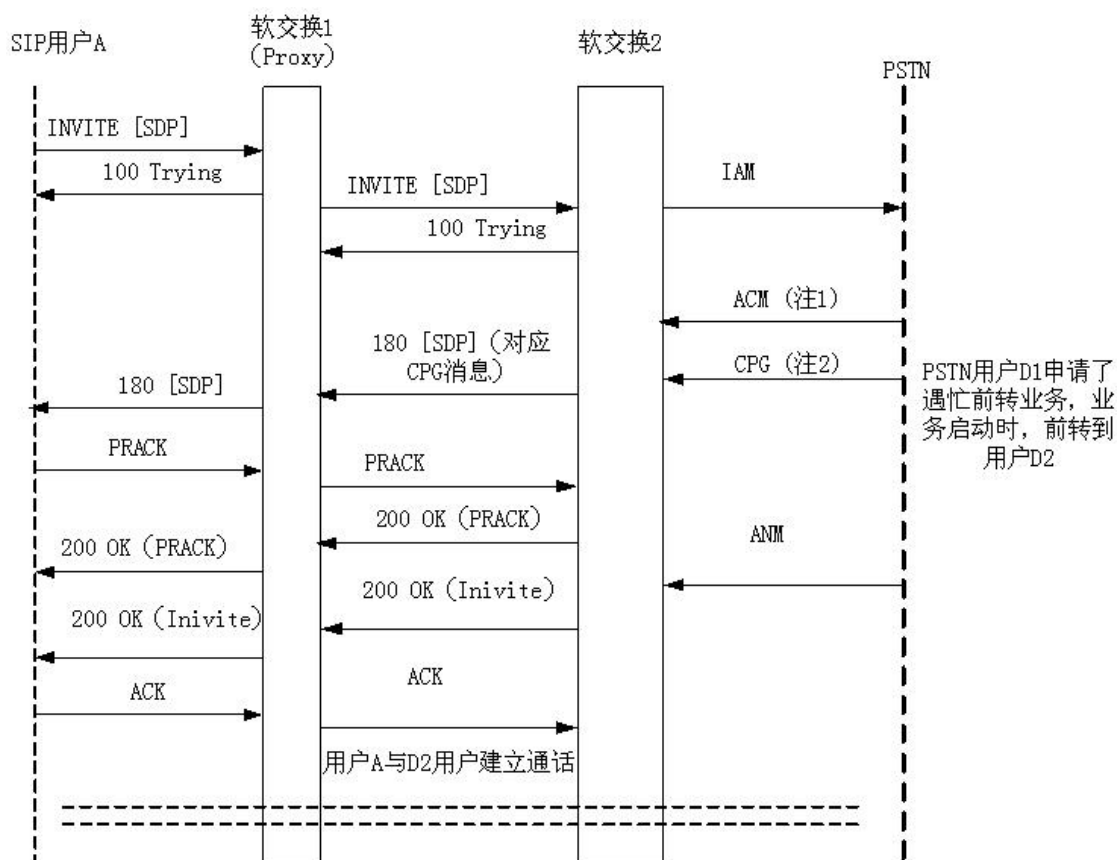 软交换1
(Proxy)
SIP用户A
软交换2
PSTN
INVITE [SDP]
100 Trying
INVITE [SDP]
IAM
100 Trying
ACM (注1)
180 [SDP] (对应
CPG消息)
CPG (注2)
180 [SDP]
PSTN用户D1申请了
遇忙前转业务，业
务启动时，前转到
用户D2
PRACK
PRACK
200 OK (PRACK)
ANM
200 OK (PRACK)
200 OK (Inivite)
200 OK (Inivite)
ACK
ACK
用户A与D2用户建立通话